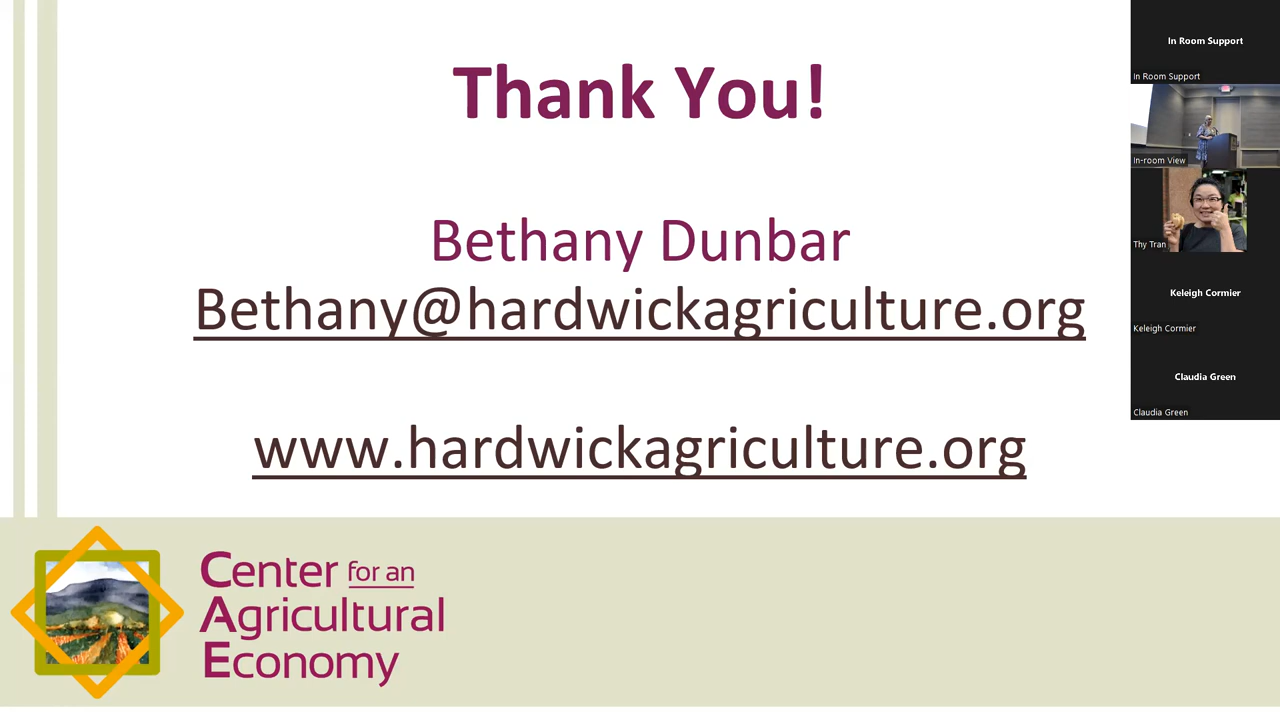 Thank You!
Bethany Dunbar
Bethany@hardwickagriculture.org
www.hardwickagriculture.org
Center for an
Agricultural
Economy
In Room Support
In Room Support
In-room View
Thy Tran
Keleigh Cormier
Keleigh Cormier
Claudia Green
Claudia Green